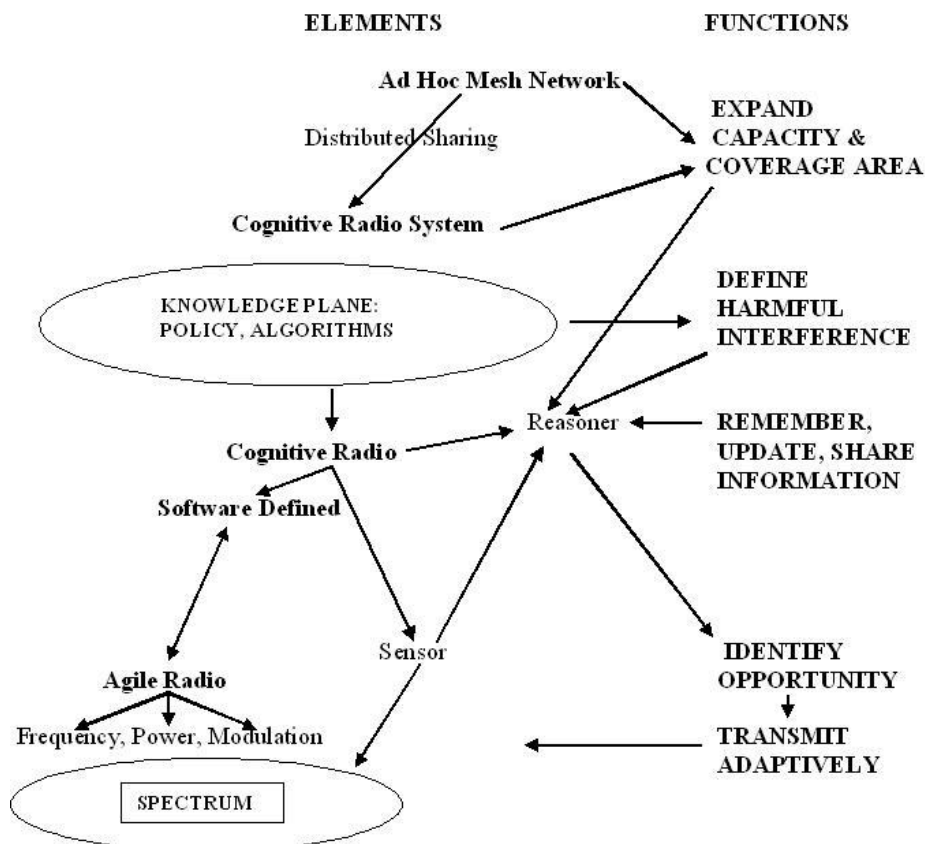 ELEMENTS
FUNCTIONS
Ad Hoc Mesh Network
EXPAND
CAPACITY &
COVERAGE AREA
Distributed Sharing
Cognitive Radio System
KNOWLEDGE PLANE:
POLICY, ALGORITHMS
DEFINE
HARMFUL
INTERFERENCE
Cognitive Radio
Reasoner
REMEMBER,
UPDATE, SHARE
INFORMATION
Software Defined
Sensor
Agile Radio
Frequency, Power, Modulation
IDENTIFY
OPPORTUNITY
TRANSMIT
ADAPTIVELY
SPECTRUM